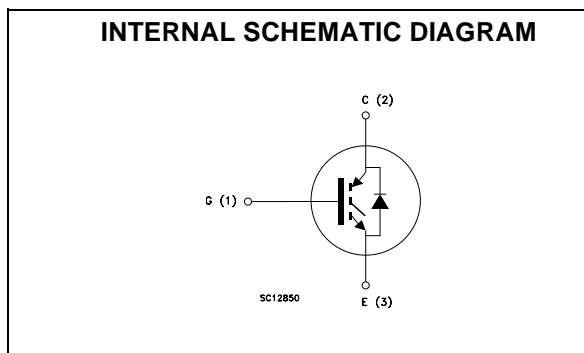 INTERNAL SCHEMATIC DIAGRAM
C (2)
G (1)
SC12850
E (3)